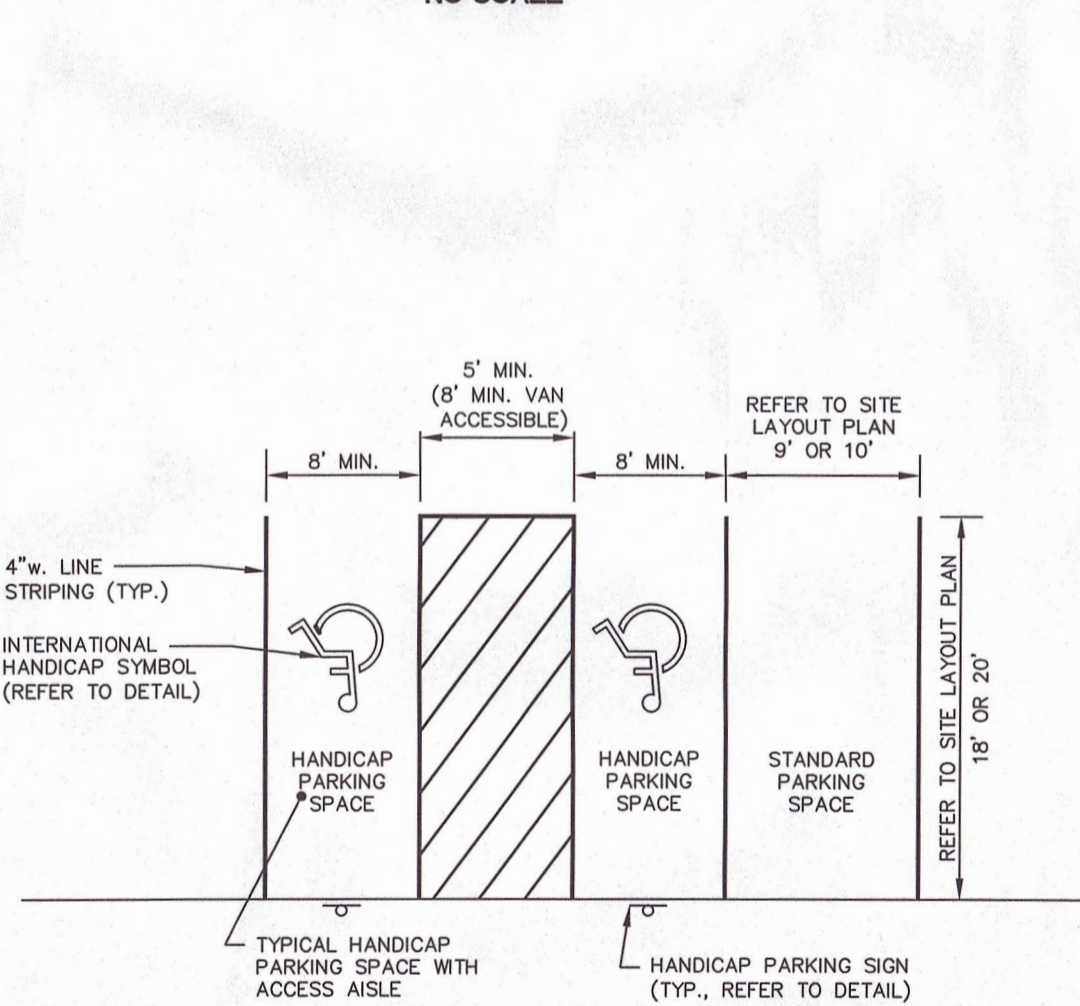 NO SCALE
5' MIN.
(8' MIN. VAN
ACCESSIBLE)
REFER TO SITE
LAYOUT PLAN
9' OR 10'
8' MIN.
8' MIN.
4"w. LINE
STRIPING (TYP.)
INTERNATIONAL
HANDICAP SYMBOL
(REFER TO DETAIL)
HANDICAP
PARKING
SPACE
HANDICAP
PARKING
SPACE
STANDARD
PARKING
SPACE
REFER TO SITE LAYOUT PLAN
18' OR 20'
TYPICAL HANDICAP
PARKING SPACE WITH
ACCESS AISLE
HANDICAP PARKING SIGN
(TYP., REFER TO DETAIL)